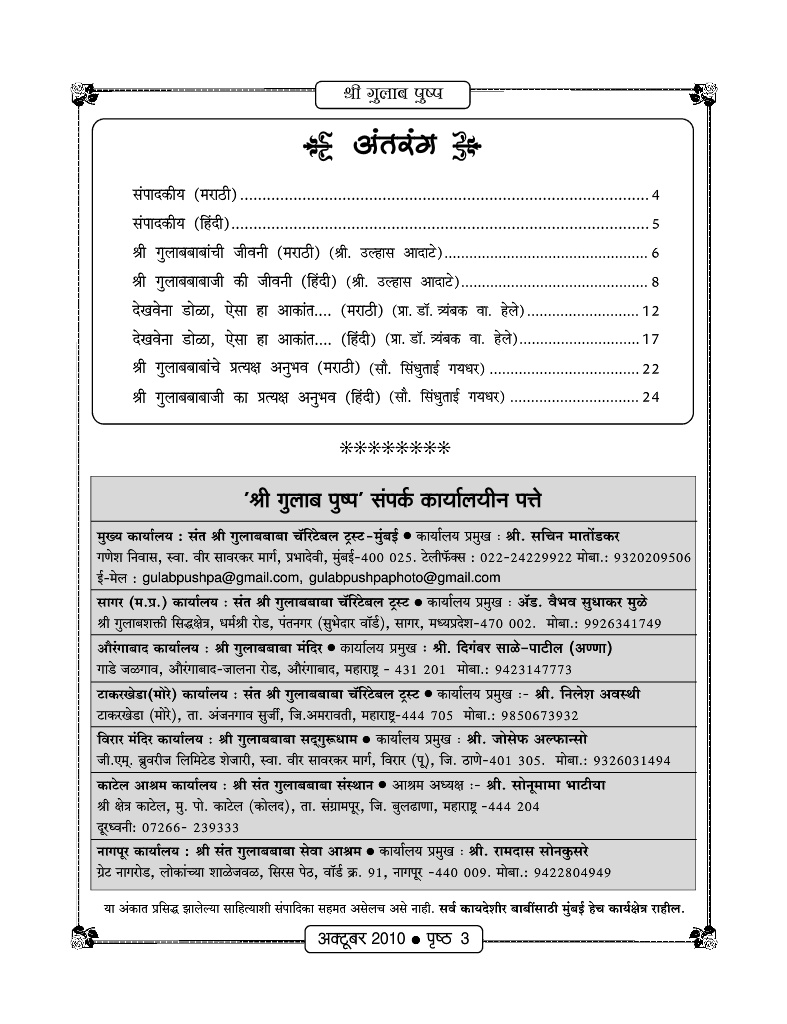 श्री गुलाब पुष्प
अंतरंग
संपादकीय (मराठी)..........................................................................................4
संपादकीय (हिंदी)............................................................................................5
श्री गुलाबबाबांची जीवनी (मराठी) (श्री. उल्हास आदाटे)..............................................6
श्री गुलाबबाबाजी की जीवनी (हिंदी) (श्री. उल्हास आदाटे)..........................................8
देखवेना डोळा, ऐसा हा आकांत.... (मराठी) (प्रा. डॉ. त्र्यंबक वा. हेले).........................12
देखवेना डोळा, ऐसा हा आकांत.... (हिंदी) (प्रा. डॉ. त्र्यंबक वा. हेले)...........................17
श्री गुलाबबाबांचे प्रत्यक्ष अनुभव (मराठी) (सौ. सिंधुताई गयधर) ..................................22
श्री गुलाबबाबाजी का प्रत्यक्ष अनुभव (हिंदी) (सौ. सिंधुताई गयधर) .............................24
********
'श्री गुलाब पुष्प' संपर्क कार्यालयीन पत्ते
मुख्य कार्यालय : संत श्री गुलाबबाबा चॅरिटेबल ट्रस्ट-मुंबई ● कार्यालय प्रमुख : श्री. सचिन मातोंडकर
गणेश निवास, स्वा. वीर सावरकर मार्ग, प्रभादेवी, मुंबई-400 025. टेलीफॅक्स : 022-24229922 मोबा.: 9320209506
ई-मेल : gulabpushpa@gmail.com, gulabpushpaphoto@gmail.com
सागर (म.प्र.) कार्यालय : संत श्री गुलाबबाबा चॅरिटेबल ट्रस्ट ● कार्यालय प्रमुख : अॅड. वैभव सुधाकर मुळे
श्री गुलाबशक्ती सिद्धक्षेत्र, धर्मश्री रोड, पंतनगर (सुभेदार वॉर्ड), सागर, मध्यप्रदेश-470 002. मोबा.: 9926341749
औरंगाबाद कार्यालय : श्री गुलाबबाबा मंदिर ● कार्यालय प्रमुख : श्री. दिगंबर साळे-पाटील (अण्णा)
गाडे जळगाव, औरंगाबाद-जालना रोड, औरंगाबाद, महाराष्ट्र - 431 201 मोबा.: 9423147773
टाकरखेडा(मोरे) कार्यालय : संत श्री गुलाबबाबा चॅरिटेबल ट्रस्ट ● कार्यालय प्रमुख :- श्री. निलेश अवस्थी
टाकरखेडा (मोरे), ता. अंजनगाव सुर्जी, जि.अमरावती, महाराष्ट्र-444 705 मोबा.: 9850673932
विरार मंदिर कार्यालय : श्री गुलाबबाबा सद्‌गुरूधाम ● कार्यालय प्रमुख : श्री. जोसेफ अल्फान्सो
जी.एम्. ब्रुवरीज लिमिटेड शेजारी, स्वा. वीर सावरकर मार्ग, विरार (पू), जि. ठाणे-401 305. मोबा.: 9326031494
काटेल आश्रम कार्यालय : श्री संत गुलाबबाबा संस्थान ● आश्रम अध्यक्ष :- श्री. सोनूमामा भाटीया
श्री क्षेत्र काटेल, मु. पो. काटेल (कोलद), ता. संग्रामपूर, जि. बुलढाणा, महाराष्ट्र -444 204
दूरध्वनी: 07266- 239333
नागपूर कार्यालय : श्री संत गुलाबबाबा सेवा आश्रम ● कार्यालय प्रमुख : श्री. रामदास सोनकुसरे
ग्रेट नागरोड, लोकांच्या शाळेजवळ, सिरस पेठ, वॉर्ड क्र. 91, नागपूर -440 009. मोबा.: 9422804949
या अंकात प्रसिद्ध झालेल्या साहित्याशी संपादिका सहमत असेलच असे नाही. सर्व कायदेशीर बाबींसाठी मुंबई हेच कार्यक्षेत्र राहील.
अक्टूबर 2010 ● पृष्ठ 3